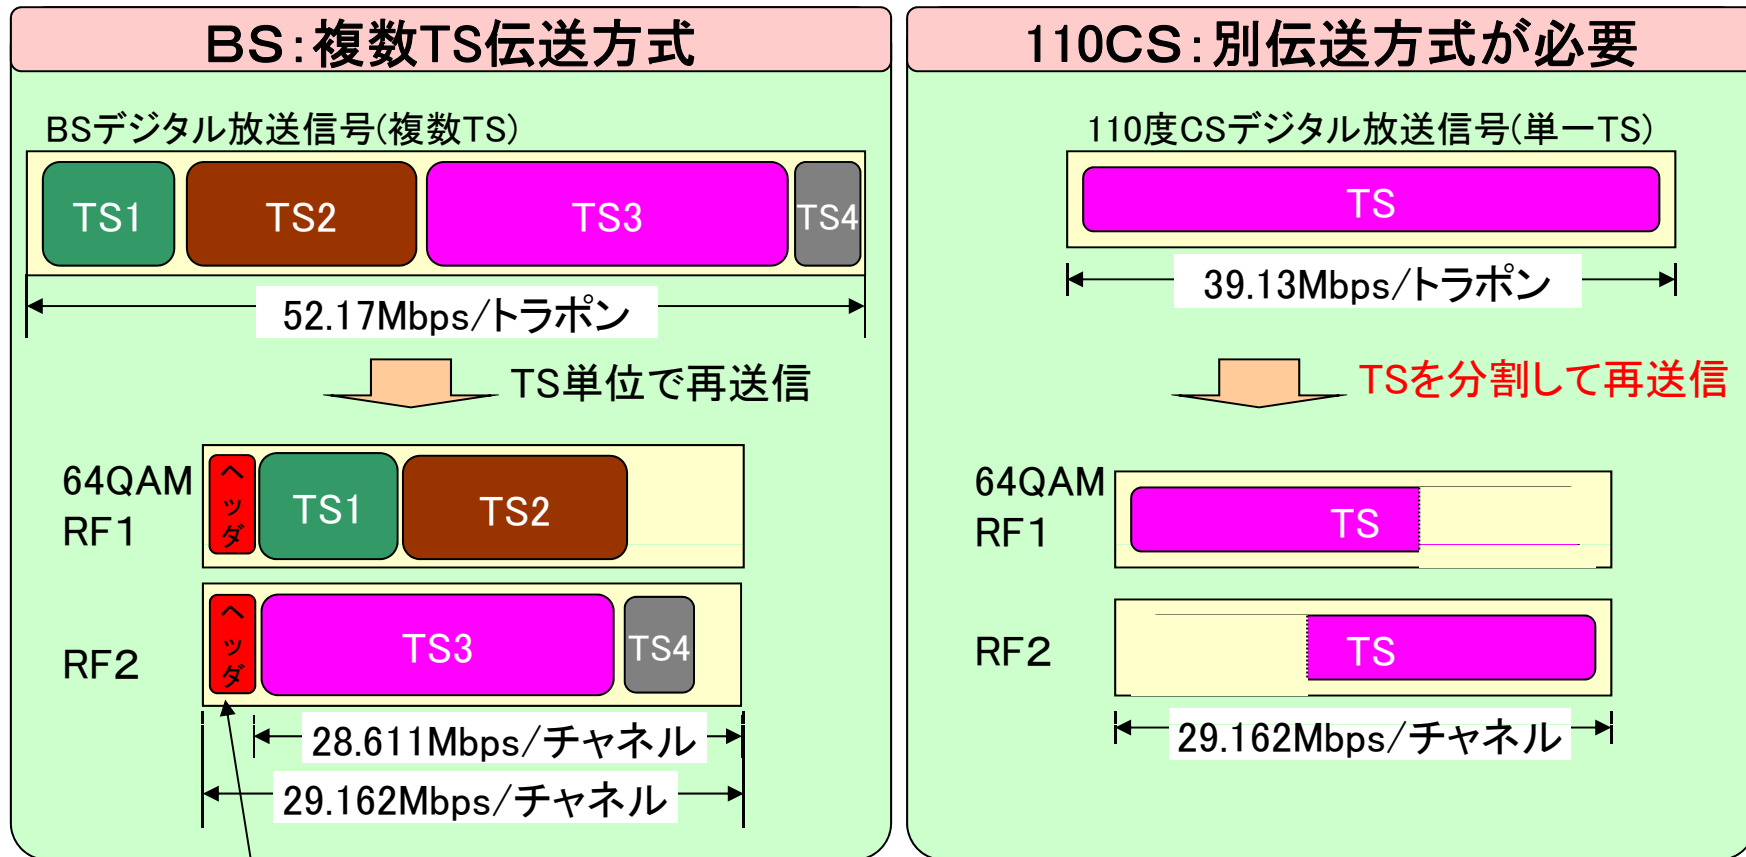 BS:複数TS伝送方式
BSデジタル放送信号(複数TS)
TS1
TS2
TS3
TS4
52.17Mbps/トラポン
TS単位で再送信
64QAM
RF1
ヘッダ
TS1
TS2
RF2
ヘッダ
TS3
TS4
28.611Mbps/チャネル
29.162Mbps/チャネル
110CS:別伝送方式が必要
110度CSデジタル放送信号(単一TS)
TS
39.13Mbps/トラポン
TSを分割して再送信
64QAM
RF1
TS
RF2
TS
29.162Mbps/チャネル